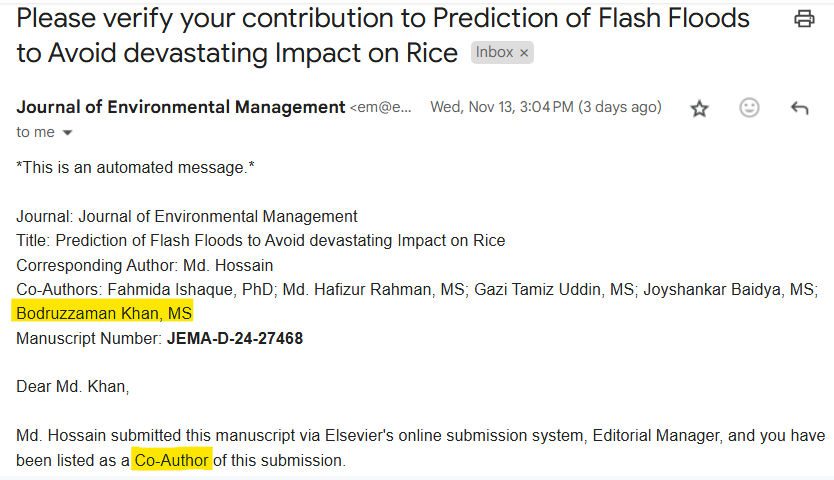 Please verify your contribution to Prediction of Flash Floods
to Avoid devastating Impact on Rice Inbox ×
Journal of Environmental Management <em@e... Wed, Nov 13, 3:04 PM (3 days ago)
to me
*This is an automated message.*
Journal: Journal of Environmental Management
Title: Prediction of Flash Floods to Avoid devastating Impact on Rice
Corresponding Author: Md. Hossain
Co-Authors: Fahmida Ishaque, PhD; Md. Hafizur Rahman, MS; Gazi Tamiz Uddin, MS; Joyshankar Baidya, MS;
Bodruzzaman Khan, MS
Manuscript Number: JEMA-D-24-27468
Dear Md. Khan,
Md. Hossain submitted this manuscript via Elsevier's online submission system, Editorial Manager, and you have
been listed as a Co-Author of this submission.